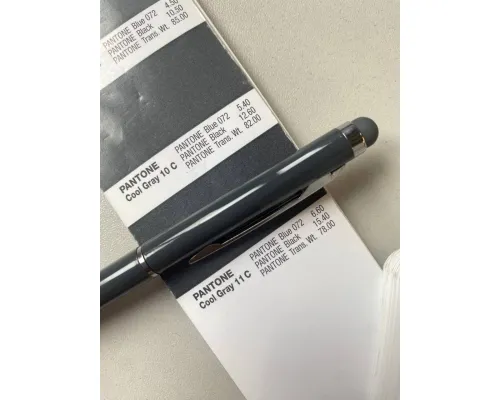 PANTONE Blue 072 4.50
PANTONE Black 10.50
PANTONE Trans. Wt. 85.00
PANTONE
Cool Gray 10 C
PANTONE Blue 072 5.40
PANTONE Black 12.60
PANTONE Trans. Wt. 82.00
PANTONE
Cool Gray 11 C
PANTONE Blue 072 6.60
PANTONE Black 15.40
PANTONE Trans. Wt. 78.00